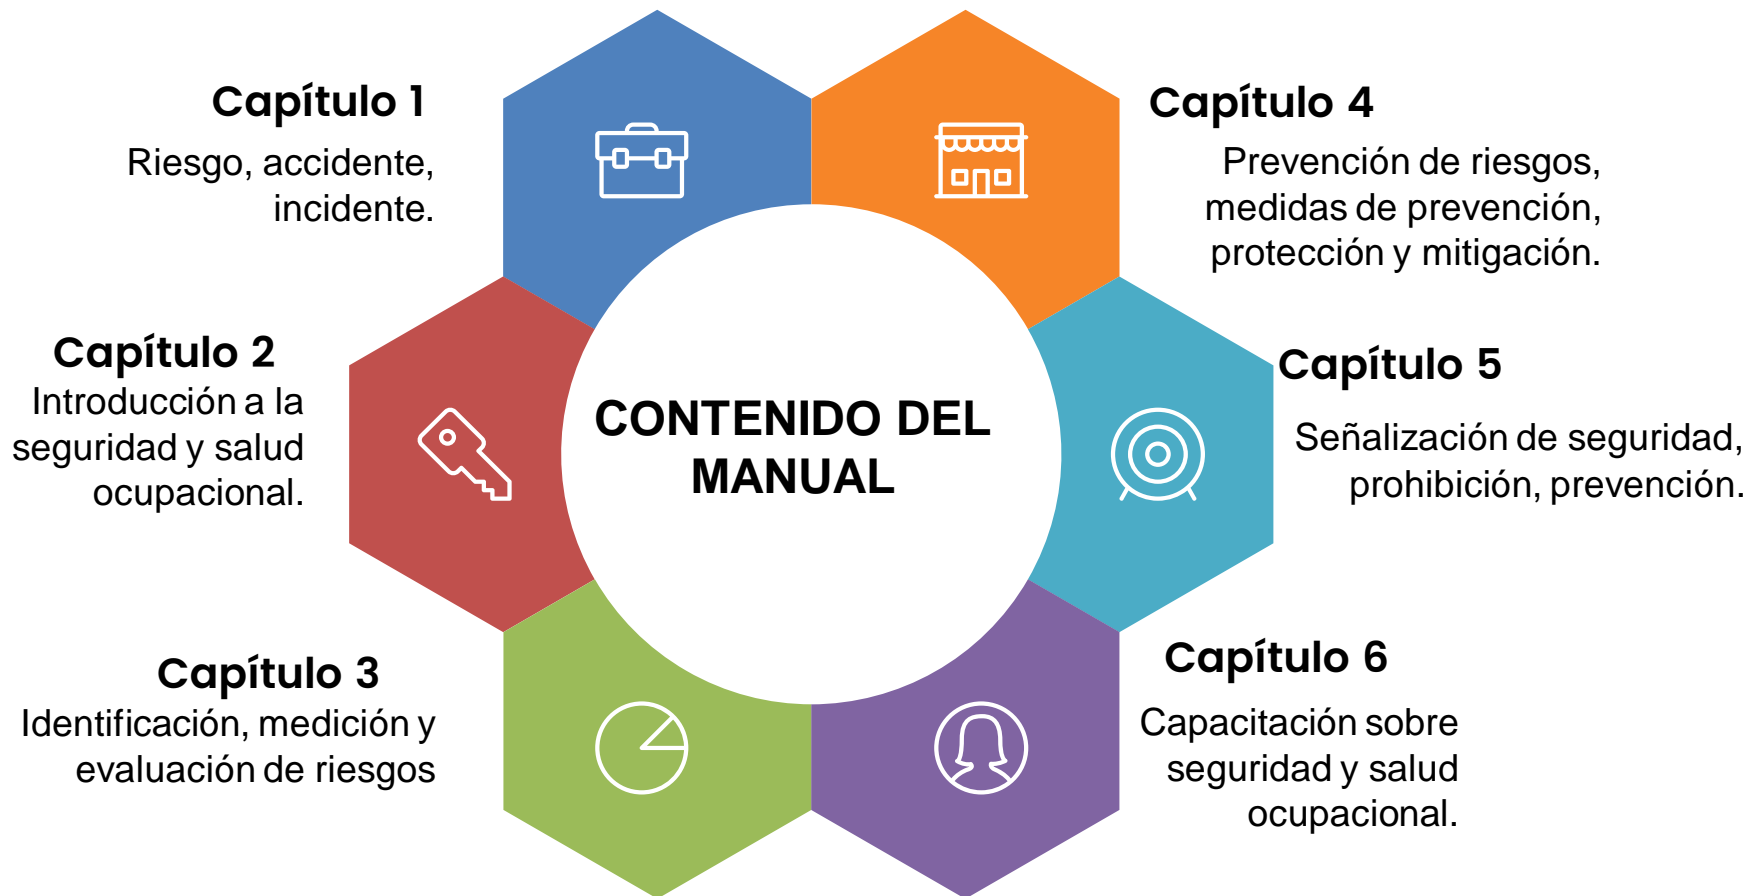 Capítulo 1
Riesgo, accidente,
incidente.
Capítulo 2
Introducción a la
seguridad y salud
ocupacional.
Capítulo 3
Identificación, medición y
evaluación de riesgos
CONTENIDO DEL
MANUAL
Capítulo 4
Prevención de riesgos,
medidas de prevención,
protección y mitigación.
Capítulo 5
Señalización de seguridad,
prohibición, prevención.
Capítulo 6
Capacitación sobre
seguridad y salud
ocupacional.